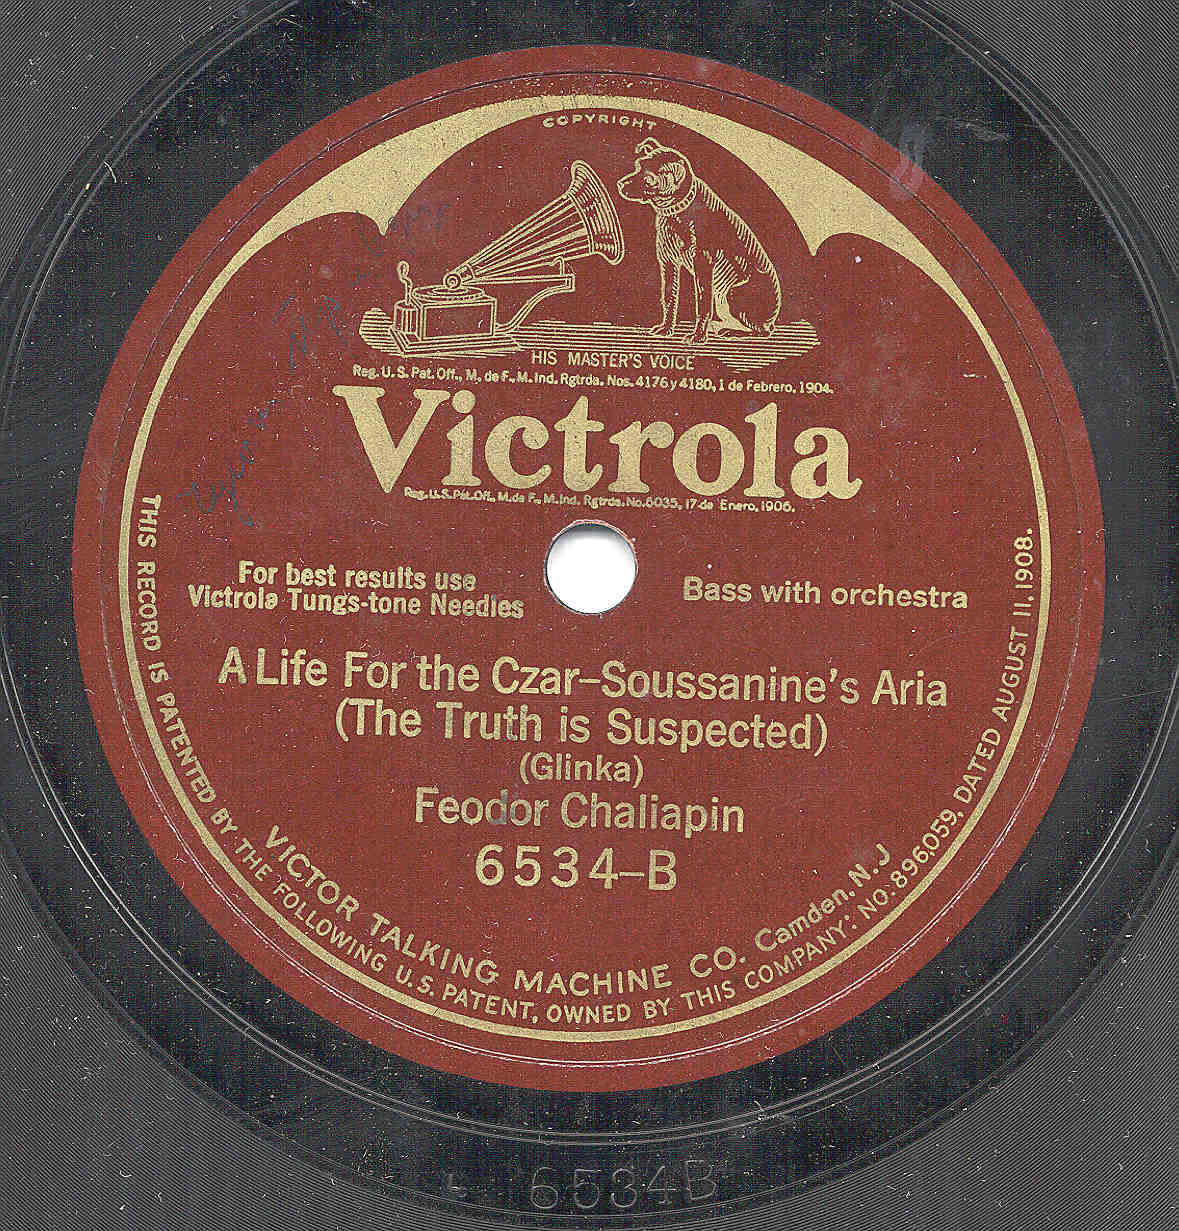 COPYRIGHT
HIS MASTER'S VOICE
Reg. U.S. Pat. Off., M. de F., M. Ind. Rgtrda. Nos. 4176 y 4180, 1 de Febrero, 1904.
Victrola
Reg. U.S. Pat. Off., M. de F., M. Ind. Rgtrda. No. 6035, 17 de Enero, 1906.
For best results use
Victrola Tungs-tone Needles
Bass with orchestra
A Life For the Czar–Soussanine's Aria
(The Truth is Suspected)
(Glinka)
Feodor Chaliapin
6534–B
VICTOR TALKING MACHINE CO. Camden, N.J
THIS RECORD IS PATENTED BY THE FOLLOWING U.S. PATENT, OWNED BY THIS COMPANY: NO. 896,059, DATED AUGUST 11, 1908.
6534B